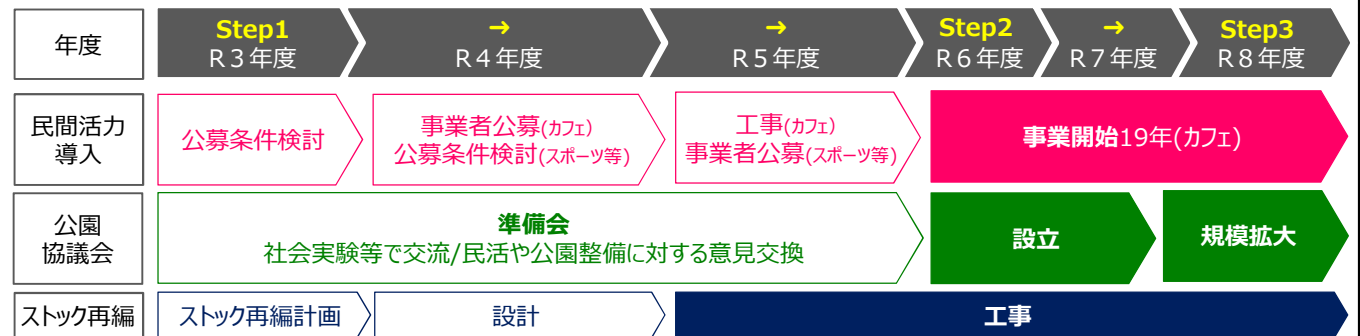 年度
Step1
R３年度
→
R４年度
→
R５年度
Step2
R６年度
→
R７年度
Step3
R８年度
民間活力
導入
公募条件検討
事業者公募(ｶﾌｪ)
公募条件検討(ｽﾎﾟｰﾂ等)
工事(ｶﾌｪ)
事業者公募(ｽﾎﾟｰﾂ等)
事業開始19年(ｶﾌｪ)
公園
協議会
準備会
社会実験等で交流/民活や公園整備に対する意見交換
設立
規模拡大
ｽﾄｯｸ再編
ｽﾄｯｸ再編計画
設計
工事